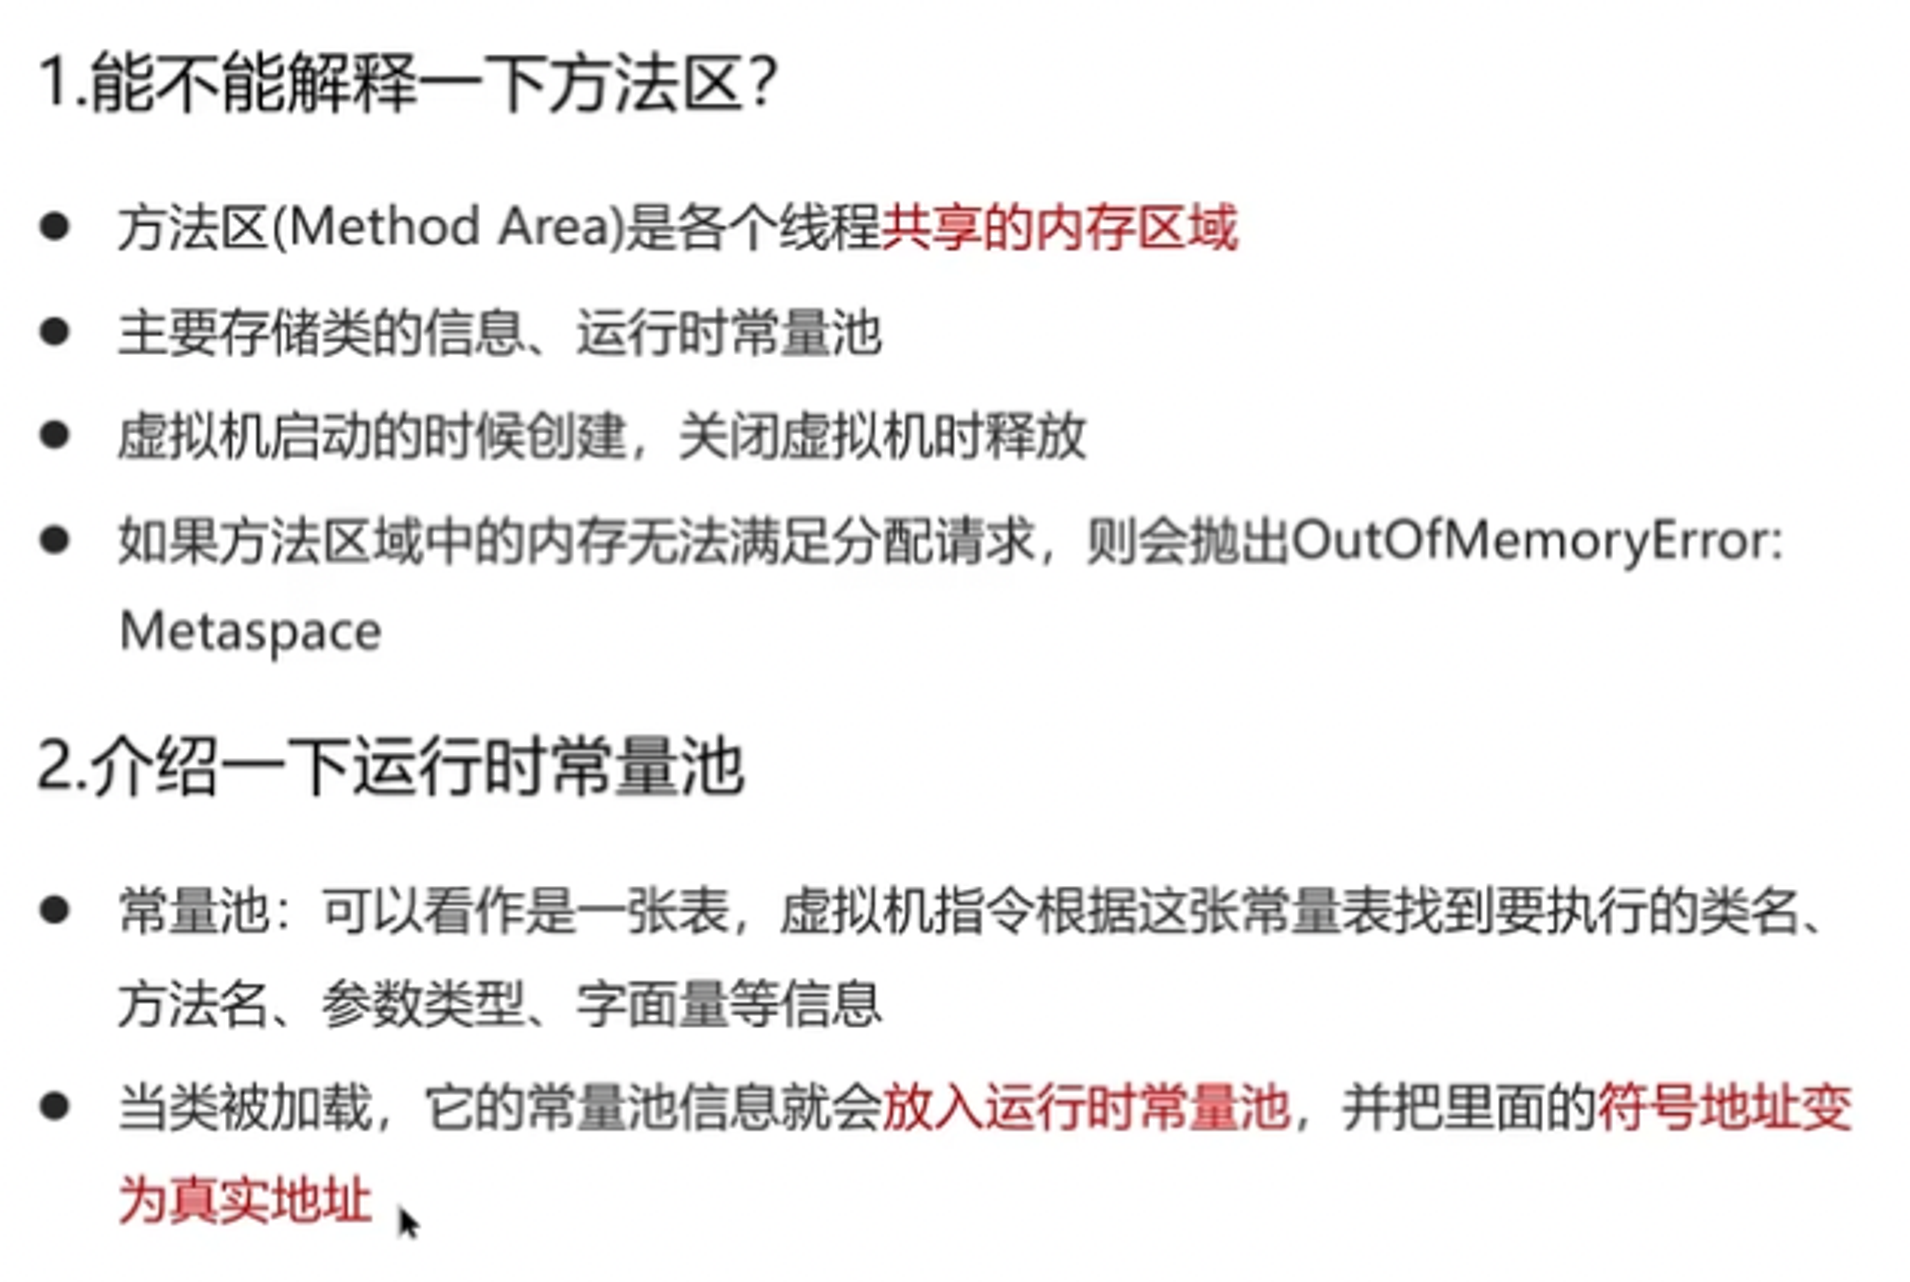 1.能不能解释一下方法区？
● 方法区(Method Area)是各个线程共享的内存区域
● 主要存储类的信息、运行时常量池
● 虚拟机启动的时候创建，关闭虚拟机时释放
● 如果方法区域中的内存无法满足分配请求，则会抛出OutOfMemoryError:
Metaspace
2.介绍一下运行时常量池
● 常量池：可以看作是一张表，虚拟机指令根据这张常量表找到要执行的类名、
方法名、参数类型、字面量等信息
● 当类被加载，它的常量池信息就会放入运行时常量池，并把里面的符号地址变
为真实地址